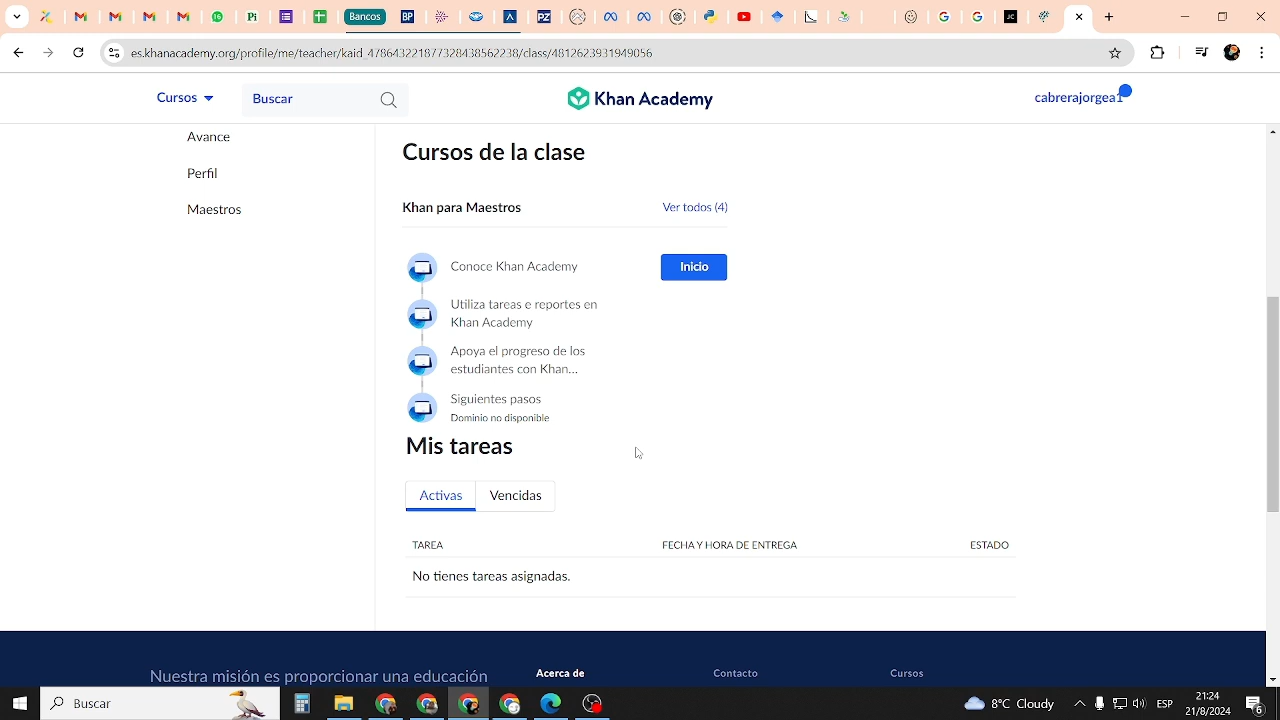 Bancos
es.khanacademy.org/profile/me/teacher/kaid_478643221877328438562238/class/4812623931949056
Cursos
Buscar
Khan Academy
cabrerajorgea1
Avance
Perfil
Maestros
Cursos de la clase
Khan para Maestros
Ver todos (4)
Conoce Khan Academy
Inicio
Utiliza tareas e reportes en
Khan Academy
Apoya el progreso de los
estudiantes con Khan...
Siguientes pasos
Dominio no disponible
Mis tareas
Activas
Vencidas
TAREA
FECHA Y HORA DE ENTREGA
ESTADO
No tienes tareas asignadas.
Nuestra misión es proporcionar una educación
Acerca de
Contacto
Cursos
Buscar
8°C Cloudy
ESP
21:24
21/8/2024
6